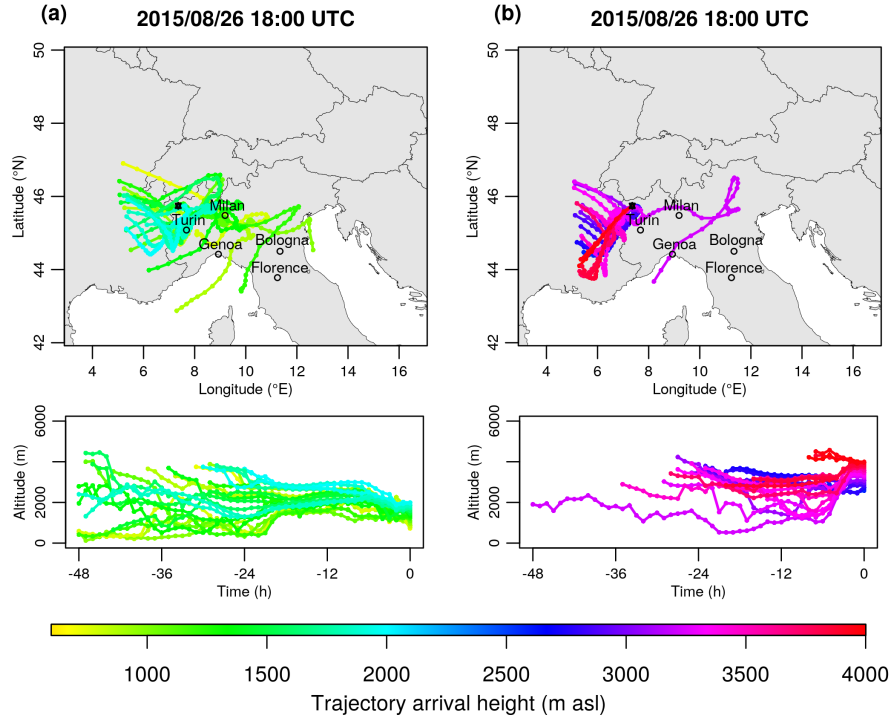 (a) 2015/08/26 18:00 UTC
(b) 2015/08/26 18:00 UTC
50
48
46
44
42
Latitude (°N)
Milan
Turin
Genoa
Bologna
Florence
4 6 8 10 12 14 16
Longitude (°E)
50
48
46
44
42
Latitude (°N)
Milan
Turin
Genoa
Bologna
Florence
4 6 8 10 12 14 16
Longitude (°E)
6000
2000
0
Altitude (m)
-48 -36 -24 -12 0
Time (h)
6000
2000
0
Altitude (m)
-48 -36 -24 -12 0
Time (h)
1000 1500 2000 2500 3000 3500 4000
Trajectory arrival height (m asl)